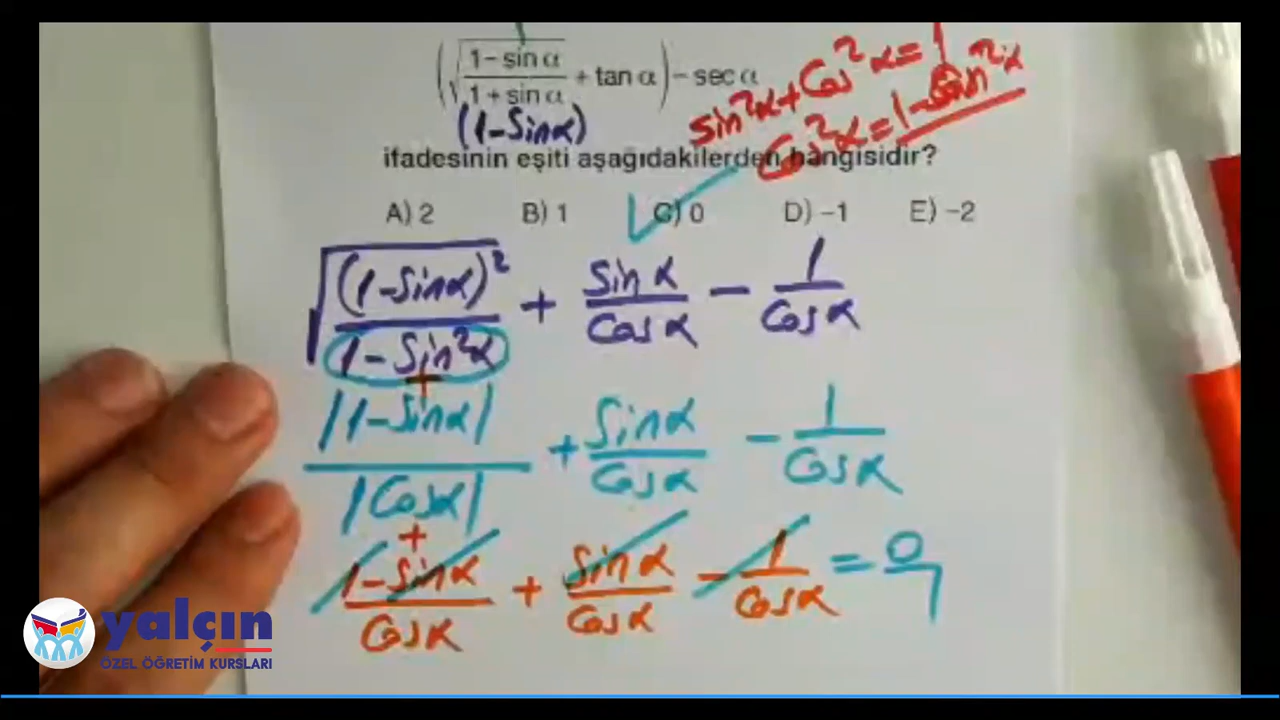 (√(1 – sin α / 1 + sin α) + tan α) – sec α
(1-Sinα)
sin²α + Cos²α = 1
Cos²α = 1 - Sin²α
ifadesinin eşiti aşağıdakilerden hangisidir?
A) 2 B) 1 C) 0 D) –1 E) –2
√((1-Sinα)² / 1-Sin²α) + Sinα/Cosα - 1/Cosα
+
|1-Sinα| / |Cosα| + Sinα/Cosα - 1/Cosα
+
1-Sinα/Cosα + Sinα/Cosα - 1/Cosα = 0
yalçın
ÖZEL ÖĞRETİM KURSLARI